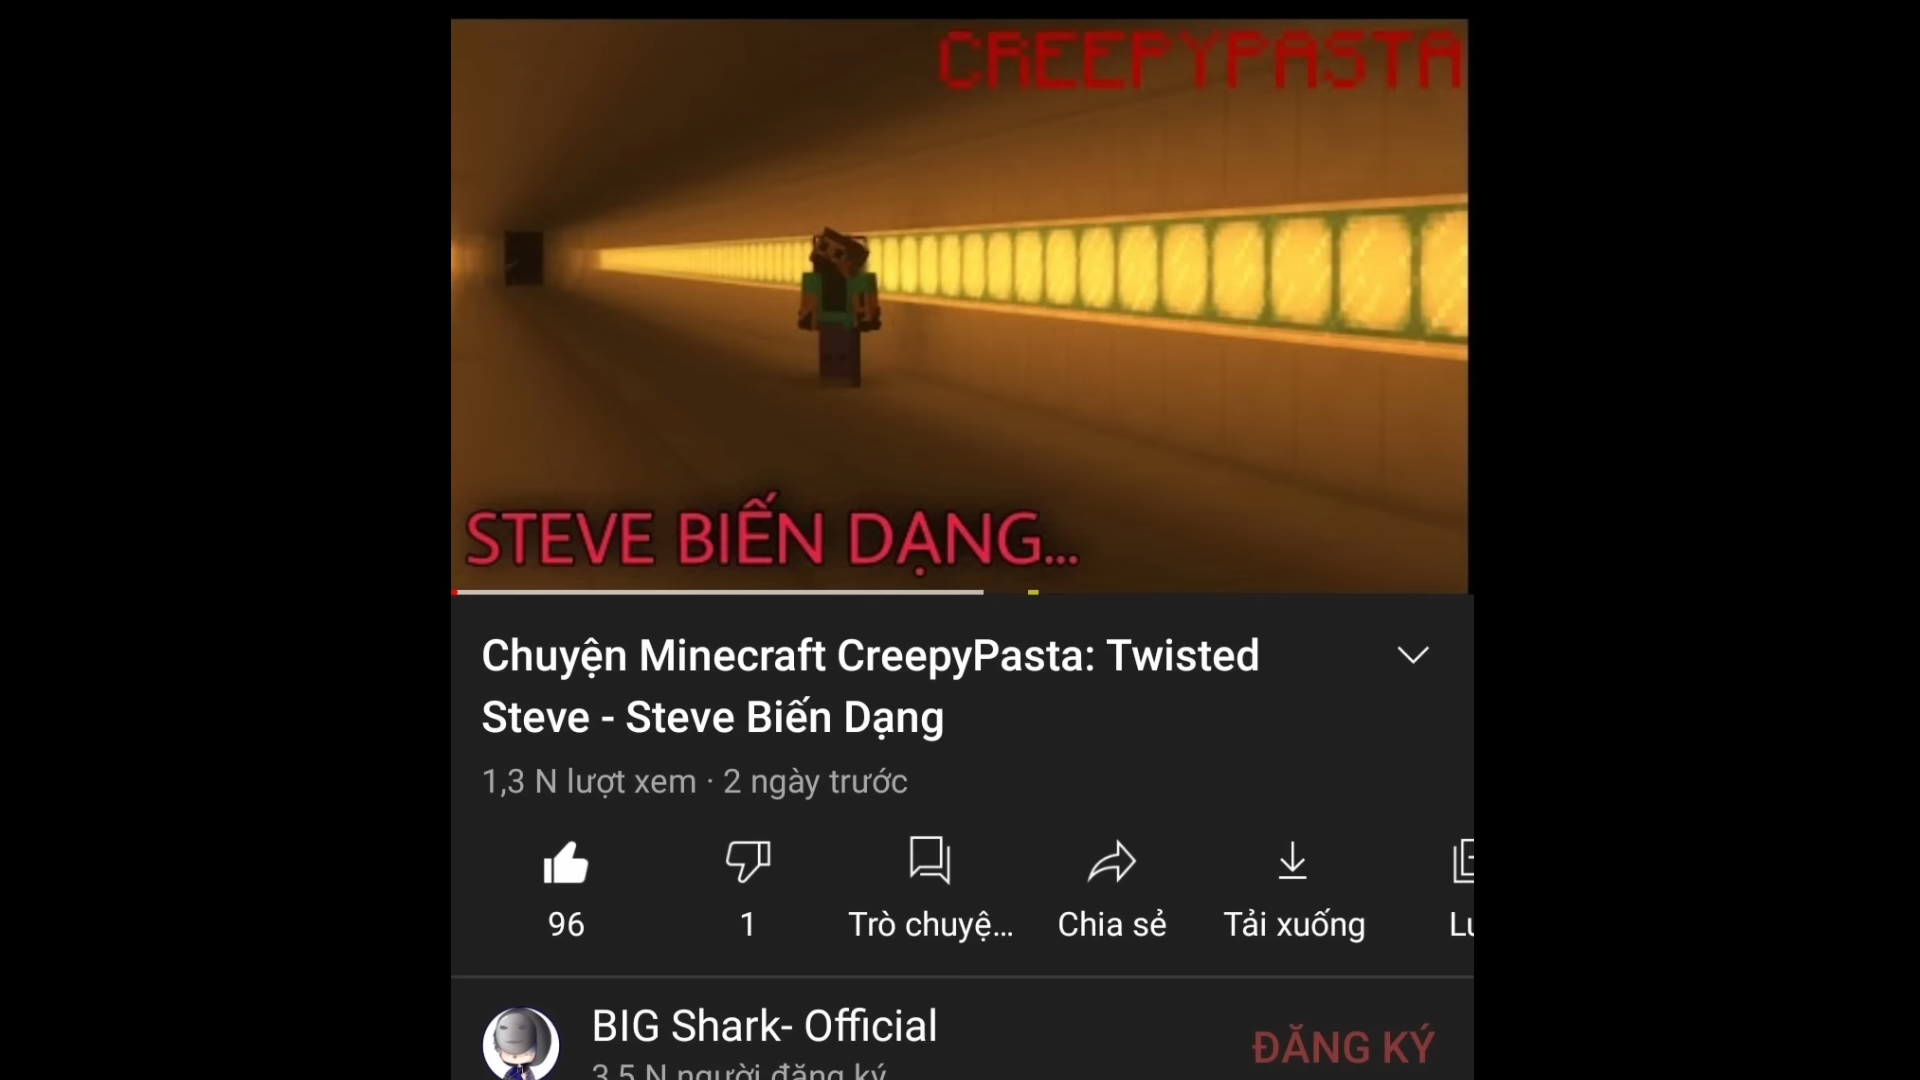 CREEPYPASTA
STEVE BIẾN DẠNG...
Chuyện Minecraft CreepyPasta: Twisted
Steve - Steve Biến Dạng
1,3 N lượt xem · 2 ngày trước
96
1
Trò chuyệ...
Chia sẻ
Tải xuống
BIG Shark- Official
ĐĂNG KÝ
3,5 N người đăng ký